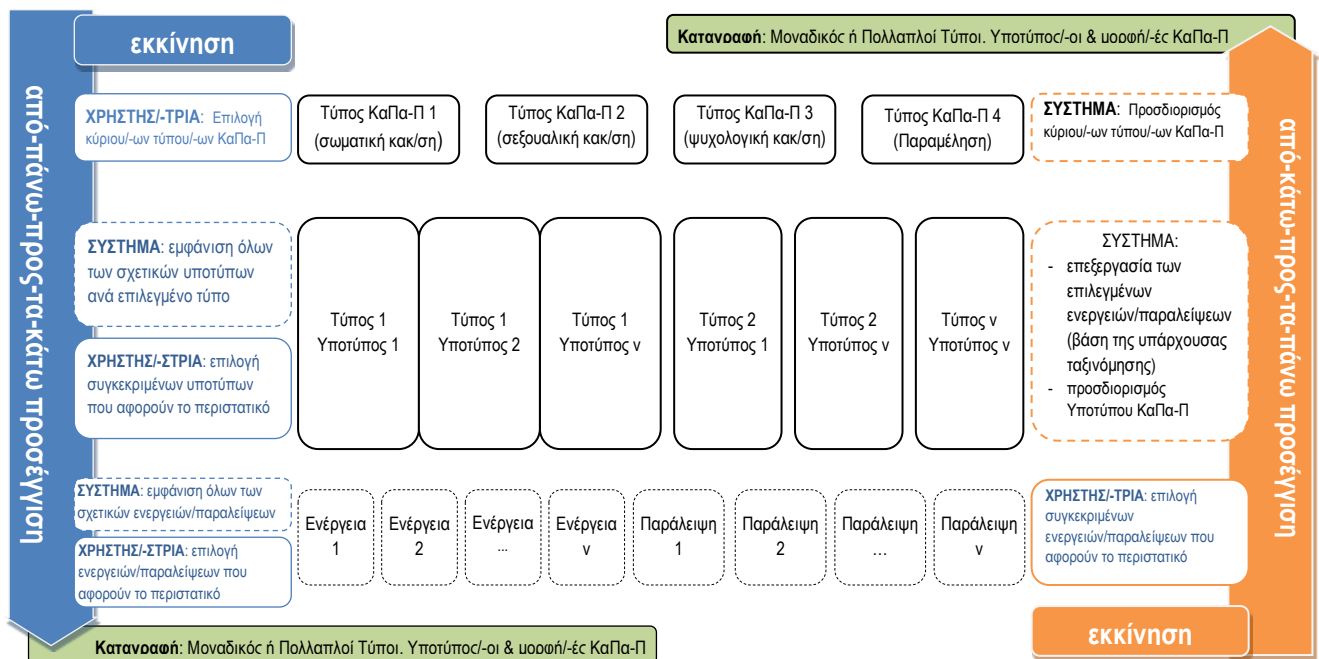 εκκίνηση
Καταγραφή: Μοναδικός ή Πολλαπλοί Τύποι. Υποτύπος/-οι & μορφή/-ές ΚαΠα-Π
από-πάνω-προς-τα-κάτω προσέγγιση
ΧΡΗΣΤΗΣ/-ΤΡΙΑ: Επιλογή
κύριου/-ων τύπου/-ων ΚαΠα-Π
Τύπος ΚαΠα-Π 1
(σωματική κακ/ση)
Τύπος ΚαΠα-Π 2
(σεξουαλική κακ/ση)
Τύπος ΚαΠα-Π 3
(ψυχολογική κακ/ση)
Τύπος ΚαΠα-Π 4
(Παραμέληση)
ΣΥΣΤΗΜΑ: Προσδιορισμός
κύριου/-ων τύπου/-ων ΚαΠα-Π
από-κάτω-προς-τα-πάνω προσέγγιση
ΣΥΣΤΗΜΑ: εμφάνιση όλων
των σχετικών υποτύπων
ανά επιλεγμένο τύπο
ΧΡΗΣΤΗΣ/-ΣΤΡΙΑ: επιλογή
συγκεκριμένων υποτύπων
που αφορούν το περιστατικό
Τύπος 1
Υποτύπος
1
Τύπος 1
Υποτύπος
2
Τύπος 1
Υποτύπος ν
Τύπος 2
Υποτύπος
1
Τύπος 2
Υποτύπος
ν
Τύπος ν
Υποτύπος
ν
ΣΥΣΤΗΜΑ:
- επεξεργασία των
επιλεγμένων
ενεργειών/παραλείψεων
(βάση της υπάρχουσας
ταξινόμησης)
- προσδιορισμός
Υποτύπου ΚαΠα-Π
ΣΥΣΤΗΜΑ: εμφάνιση όλων των
σχετικών ενεργειών/παραλείψεων
ΧΡΗΣΤΗΣ/-ΣΤΡΙΑ: επιλογή
ενεργειών/παραλείψεων που
αφορούν το περιστατικό
Ενέργεια
1
Ενέργεια
2
Ενέργεια
...
Ενέργεια
ν
Παράλειψη
1
Παράλειψη
2
Παράλειψη
…
Παράλειψη
ν
ΧΡΗΣΤΗΣ/-ΤΡΙΑ: επιλογή
συγκεκριμένων
ενεργειών/παραλείψεων που
αφορούν το περιστατικό
εκκίνηση
Καταγραφή: Μοναδικός ή Πολλαπλοί Τύποι. Υποτύπος/-οι & μορφή/-ές ΚαΠα-Π